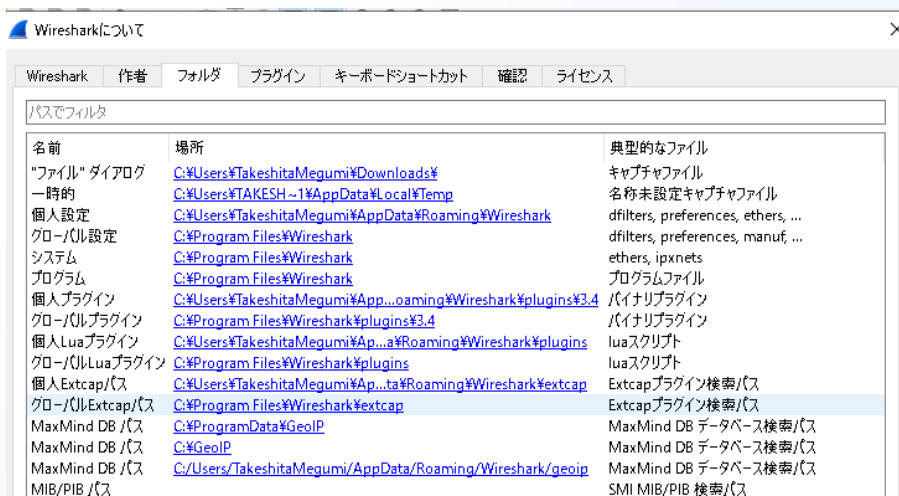 Wiresharkについて
Wireshark 作者 フォルダ プラグイン キーボードショートカット 確認 ライセンス
パスでフィルタ
名前 場所 典型的なファイル
"ファイル" ダイアログ C:¥Users¥TakeshitaMegumi¥Downloads¥ キャプチャファイル
一時的 C:¥Users¥TAKESH~1¥AppData¥Local¥Temp 名称未設定キャプチャファイル
個人設定 C:¥Users¥TakeshitaMegumi¥AppData¥Roaming¥Wireshark dfilters, preferences, ethers, ...
グローバル設定 C:¥Program Files¥Wireshark dfilters, preferences, manuf, ...
システム C:¥Program Files¥Wireshark ethers, ipxnets
プログラム C:¥Program Files¥Wireshark プログラムファイル
個人プラグイン C:¥Users¥TakeshitaMegumi¥App...oaming¥Wireshark¥plugins¥3.4 バイナリプラグイン
グローバルプラグイン C:¥Program Files¥Wireshark¥plugins¥3.4 バイナリプラグイン
個人Luaプラグイン C:¥Users¥TakeshitaMegumi¥Ap...a¥Roaming¥Wireshark¥plugins luaスクリプト
グローバルLuaプラグイン C:¥Program Files¥Wireshark¥plugins luaスクリプト
個人Extcapパス C:¥Users¥TakeshitaMegumi¥Ap...ta¥Roaming¥Wireshark¥extcap Extcapプラグイン検索パス
グローバルExtcapパス C:¥Program Files¥Wireshark¥extcap Extcapプラグイン検索パス
MaxMind DB パス C:¥ProgramData¥GeoIP MaxMind DB データベース検索パス
MaxMind DB パス C:¥GeoIP MaxMind DB データベース検索パス
MaxMind DB パス C:/Users/TakeshitaMegumi/AppData/Roaming/Wireshark/geoip MaxMind DB データベース検索パス
MIB/PIB パス SMI MIB/PIB 検索パス